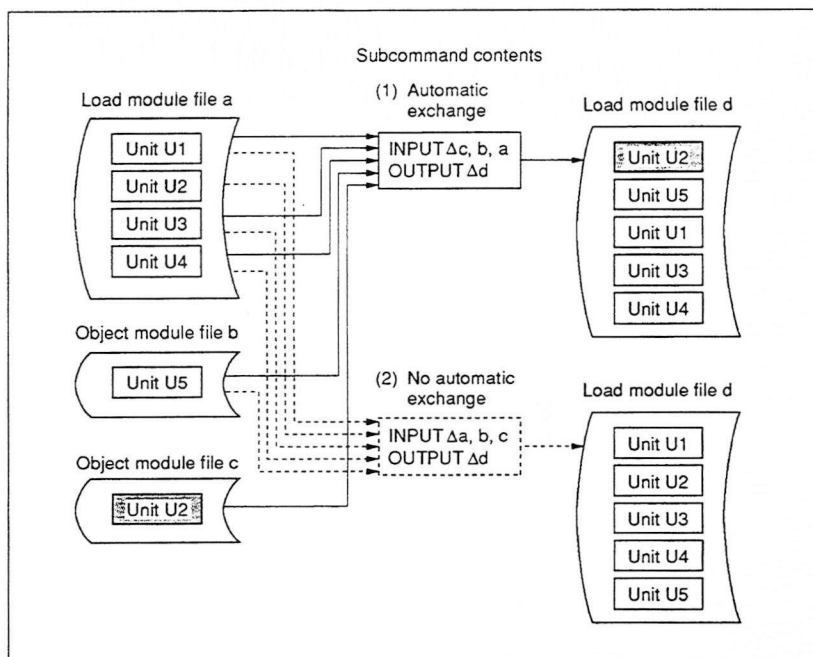 Subcommand contents
Load module file a
Unit U1
Unit U2
Unit U3
Unit U4
Object module file b
Unit U5
Object module file c
Unit U2
(1) Automatic
exchange
INPUT Δc, b, a
OUTPUT Δd
(2) No automatic
exchange
INPUT Δa, b, c
OUTPUT Δd
Load module file d
Unit U2
Unit U5
Unit U1
Unit U3
Unit U4
Load module file d
Unit U1
Unit U2
Unit U3
Unit U4
Unit U5